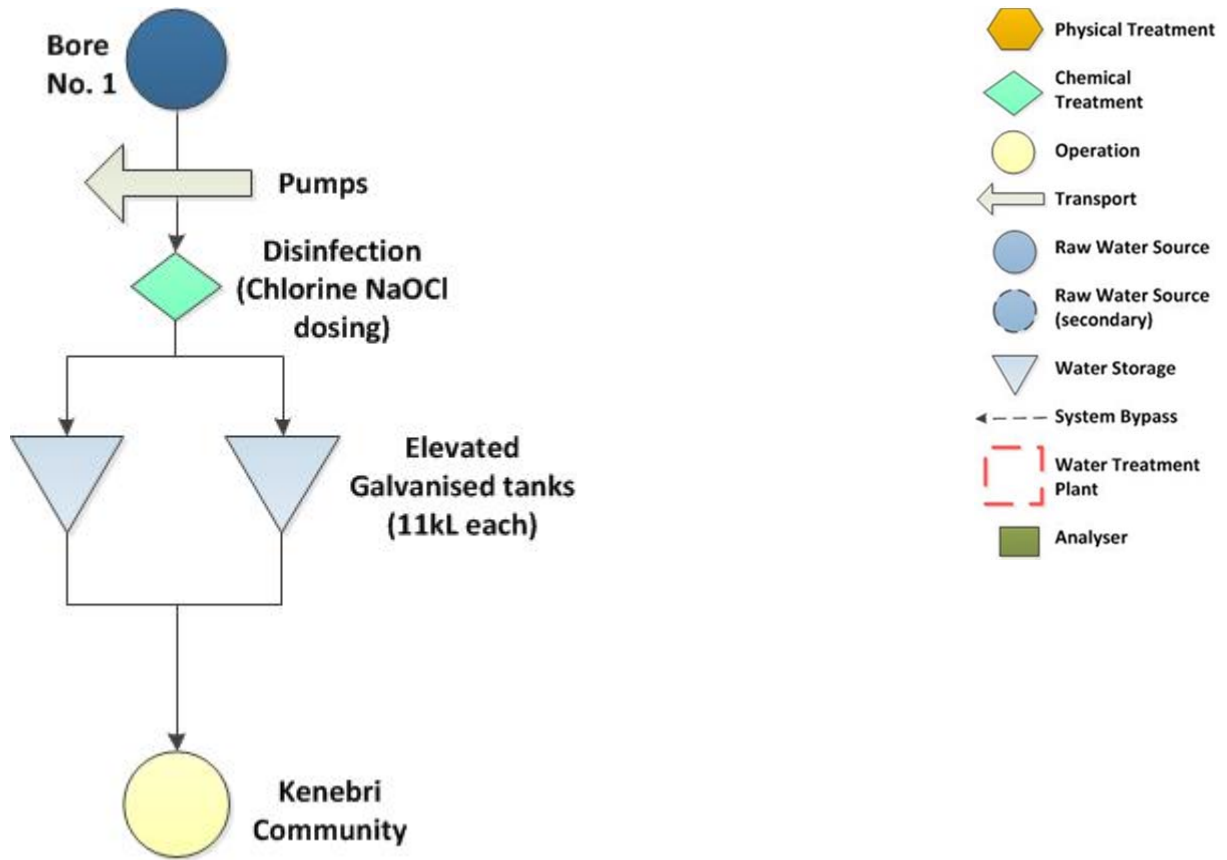 Bore
No. 1
Pumps
Disinfection
(Chlorine NaOCl
dosing)
Elevated
Galvanised tanks
(11kL each)
Kenebri
Community
Physical Treatment
Chemical
Treatment
Operation
Transport
Raw Water Source
Raw Water Source
(secondary)
Water Storage
System Bypass
Water Treatment
Plant
Analyser